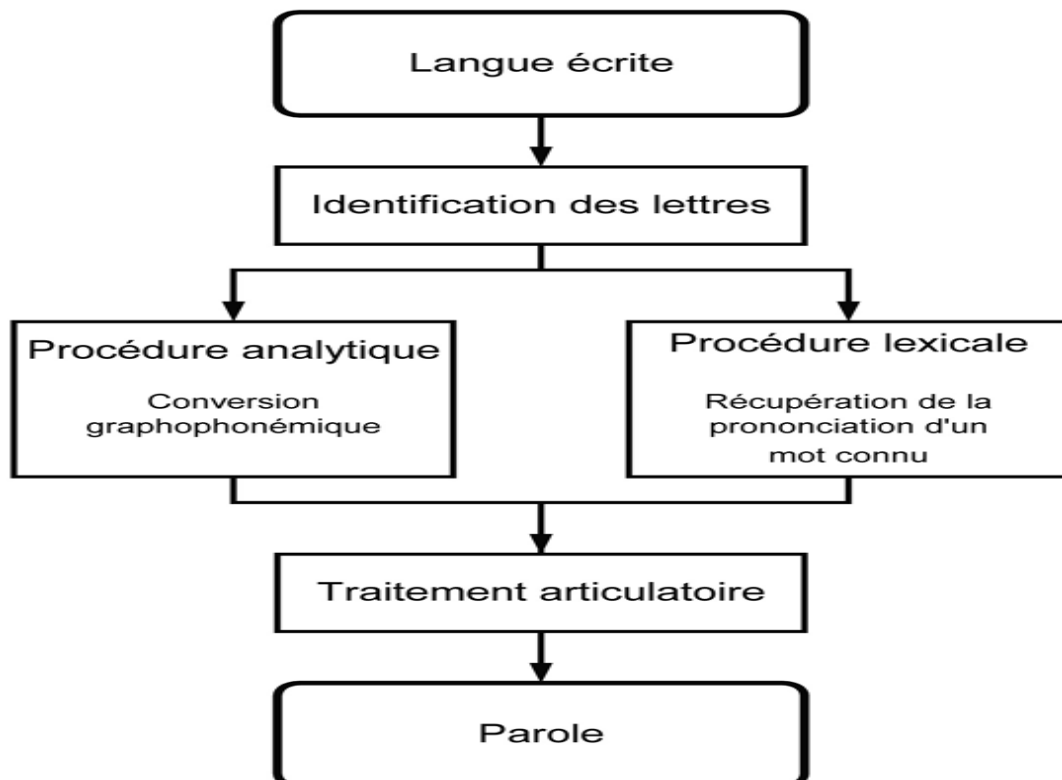 Langue écrite
Identification des lettres
Procédure analytique
Conversion
graphophonémique
Procédure lexicale
Récupération de la
prononciation d'un
mot connu
Traitement articulatoire
Parole